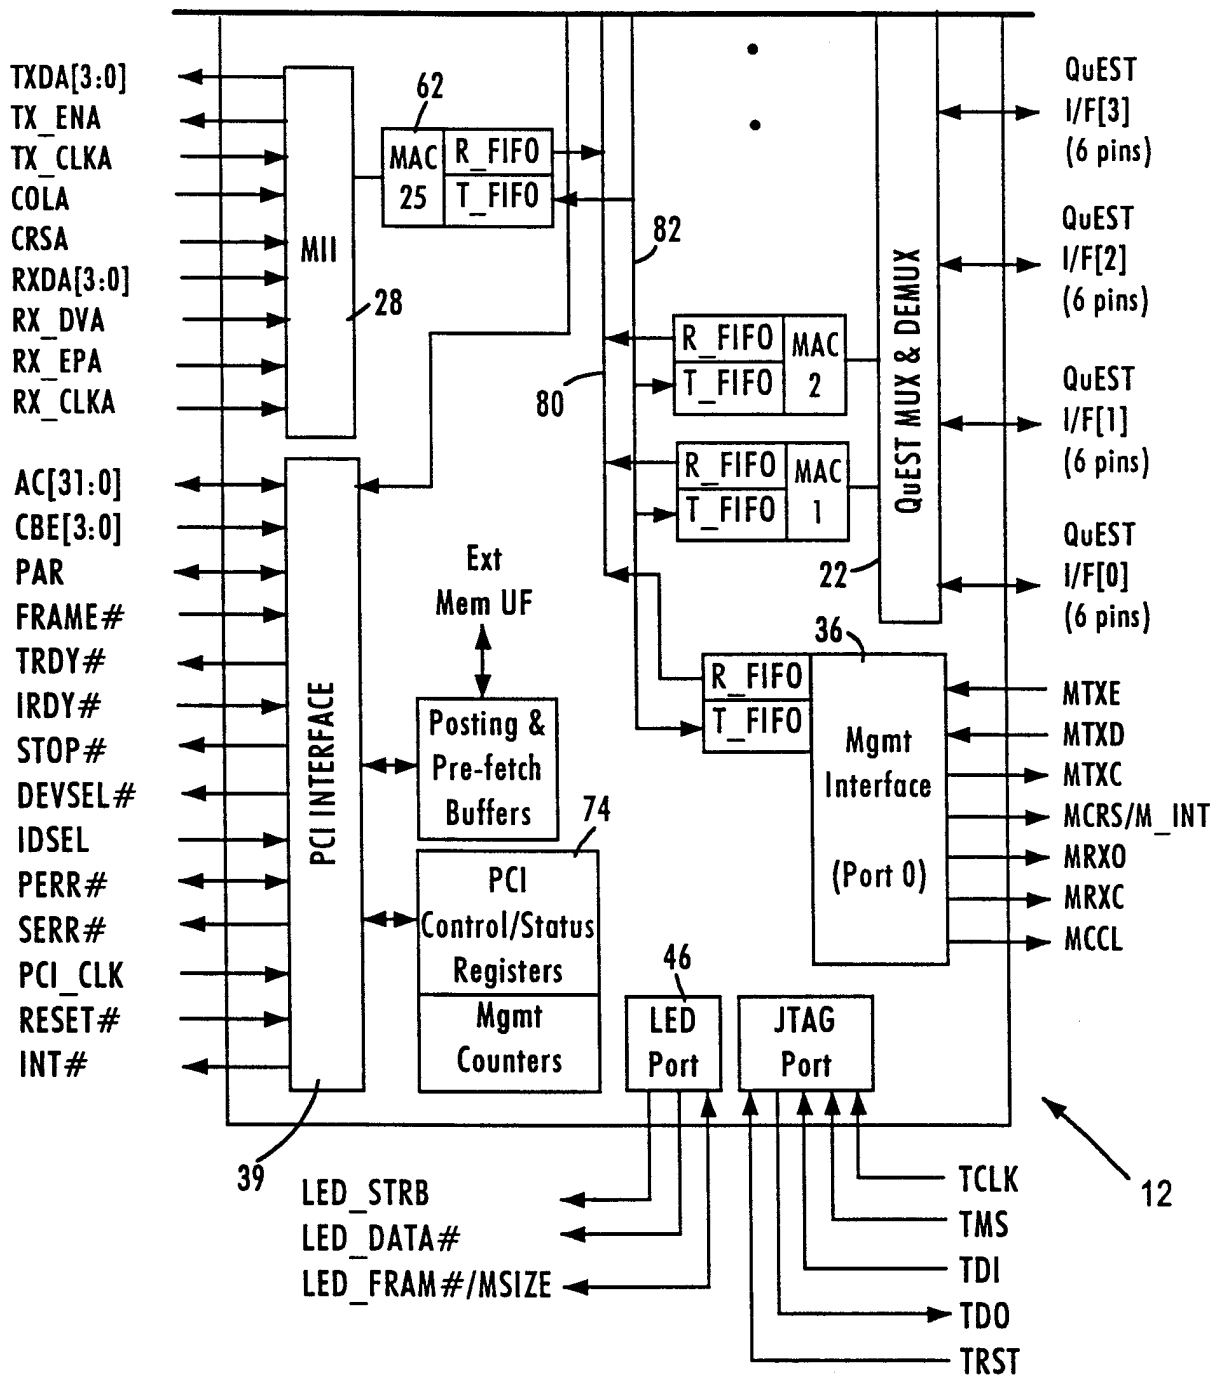 TXDA[3:0]
TX_ENA
TX_CLKA
COLA
CRSA
RXDA[3:0]
RX_DVA
RX_EPA
RX_CLKA
MII
28
62
MAC
25
R_FIFO
T_FIFO
82
80
R_FIFO
T_FIFO
MAC
2
R_FIFO
T_FIFO
MAC
1
QuEST MUX & DEMUX
22
QuEST
I/F[3]
(6 pins)
QuEST
I/F[2]
(6 pins)
QuEST
I/F[1]
(6 pins)
QuEST
I/F[0]
(6 pins)
AC[31:0]
CBE[3:0]
PAR
FRAME#
TRDY#
IRDY#
STOP#
DEVSEL#
IDSEL
PERR#
SERR#
PCI_CLK
RESET#
INT#
PCI INTERFACE
39
Ext
Mem UF
Posting &
Pre-fetch
Buffers
74
PCI
Control/Status
Registers
Mgmt
Counters
36
R_FIFO
T_FIFO
Mgmt
Interface
(Port 0)
MTXE
MTXD
MTXC
MCRS/M_INT
MRXO
MRXC
MCCL
46
LED
Port
JTAG
Port
LED_STRB
LED_DATA#
LED_FRAM#/MSIZE
TCLK
TMS
TDI
TDO
TRST
12